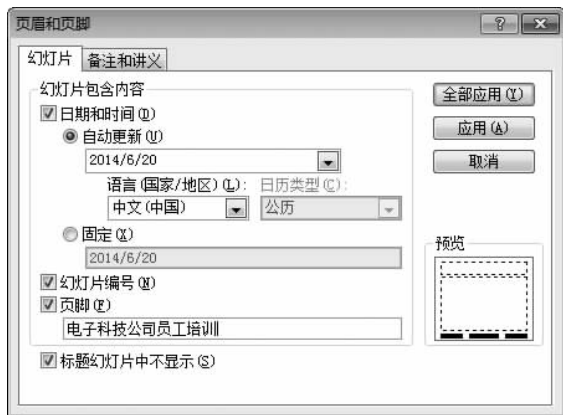 页眉和页脚
幻灯片 备注和讲义
幻灯片包含内容
日期和时间(D)
自动更新(U)
2014/6/20
语言(国家/地区)(L): 日历类型(C):
中文(中国) 公历
固定(X)
2014/6/20
幻灯片编号(N)
页脚(F)
电子科技公司员工培训
标题幻灯片中不显示(S)
全部应用(Y)
应用(A)
取消
预览